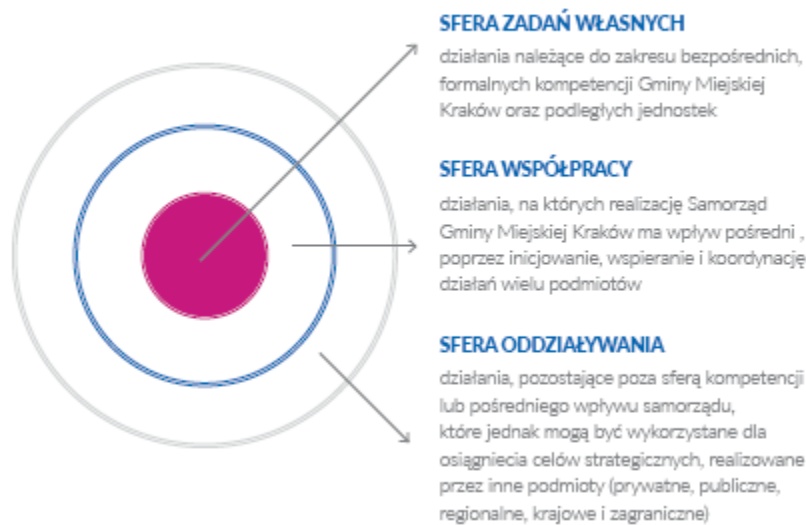 SFERA ZADAŃ WŁASNYCH
działania należące do zakresu bezpośrednich,
formalnych kompetencji Gminy Miejskiej
Kraków oraz podległych jednostek
SFERA WSPÓŁPRACY
działania, na których realizację Samorząd
Gminy Miejskiej Kraków ma wpływ pośredni ,
poprzez inicjowanie, wspieranie i koordynację
działań wielu podmiotów
SFERA ODDZIAŁYWANIA
działania, pozostające poza sferą kompetencji
lub pośredniego wpływu samorządu,
które jednak mogą być wykorzystane dla
osiągniecia celów strategicznych, realizowane
przez inne podmioty (prywatne, publiczne,
regionalne, krajowe i zagraniczne)